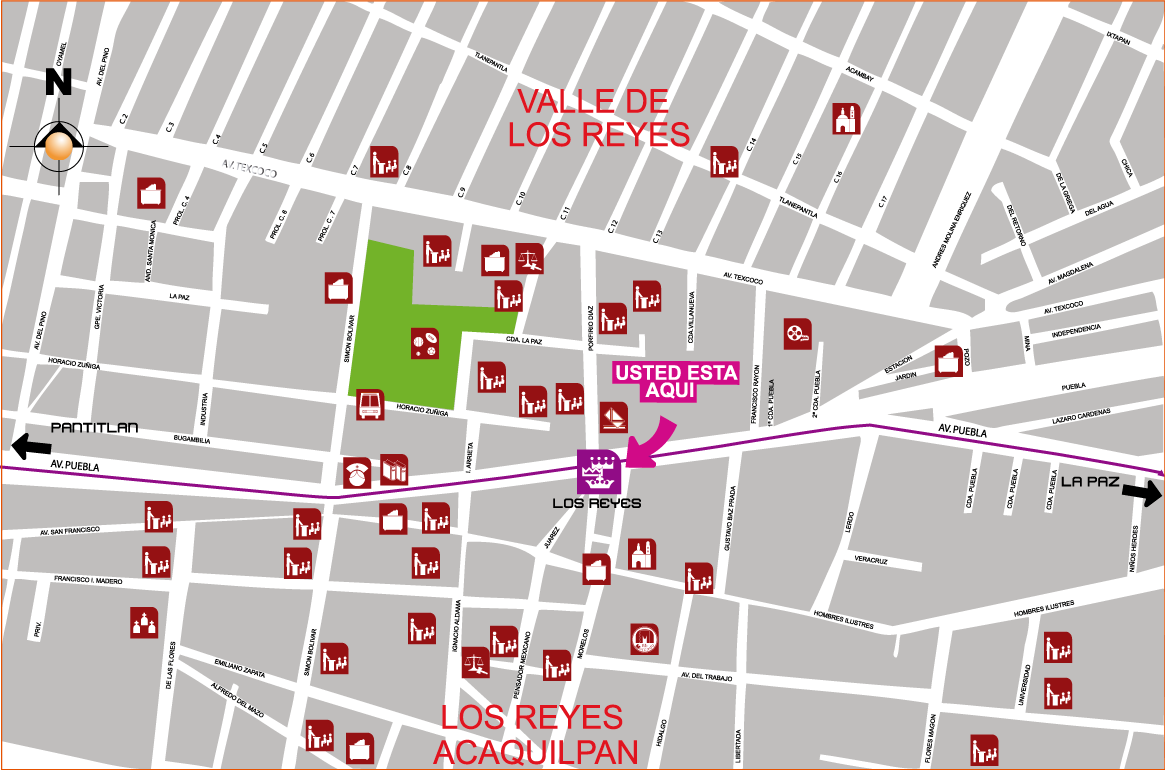 N
OYAMEL
AV. DEL PINO
C. 2
C. 3
C. 4
C. 5
C. 6
C. 7
C. 8
C. 9
C. 10
C. 11
C. 12
C. 13
C. 14
C. 15
C. 16
C. 17
TLANEPANTLA
ACAMBAY
IXTAPAN
VALLE DE
LOS REYES
AV. TEXCOCO
CHICA
DE LA GRIEGA
DEL AGUA
DEL RETORNO
ANDRES MOLINA ENRIQUEZ
TLANEPANTLA
PROL. C. 4
PROL. C. 6
PROL. C. 7
AND. SANTA MONICA
AV. TEXCOCO
AV. MAGDALENA
AV. TEXCOCO
INDEPENDENCIA
MINA
POZO
LA PAZ
GPE. VICTORIA
AV. DEL PINO
SIMON BOLIVAR
PORFIRIO DIAZ
CDA. VILLANUEVA
CDA. LA PAZ
HORACIO ZUÑIGA
INDUSTRIA
ESTACION
JARDIN
PUEBLA
LAZARO CARDENAS
FRANCISCO RAYON
1ª CDA. PUEBLA
2ª CDA. PUEBLA
USTED ESTA
AQUI
HORACIO ZUÑIGA
PANTITLAN
BUGAMBILIA
I. ARRIETA
AV. PUEBLA
AV. PUEBLA
LOS REYES
LA PAZ
CDA. PUEBLA
CDA. PUEBLA
CDA. PUEBLA
GUSTAVO DIAZ PRADA
LERDO
NIÑOS HEROES
AV. SAN FRANCISCO
JUAREZ
VERACRUZ
FRANCISCO I. MADERO
HOMBRES ILUSTRES
HOMBRES ILUSTRES
PRIV.
DE LAS FLORES
SIMON BOLIVAR
IGNACIO ALDAMA
PENSADOR MEXICANO
MORELOS
EMILIANO ZAPATA
ALFREDO DEL MAZO
AV. DEL TRABAJO
UNIVERSIDAD
HIDALGO
LIBERTADA
FLORES MAGON
LOS REYES
ACAQUILPAN